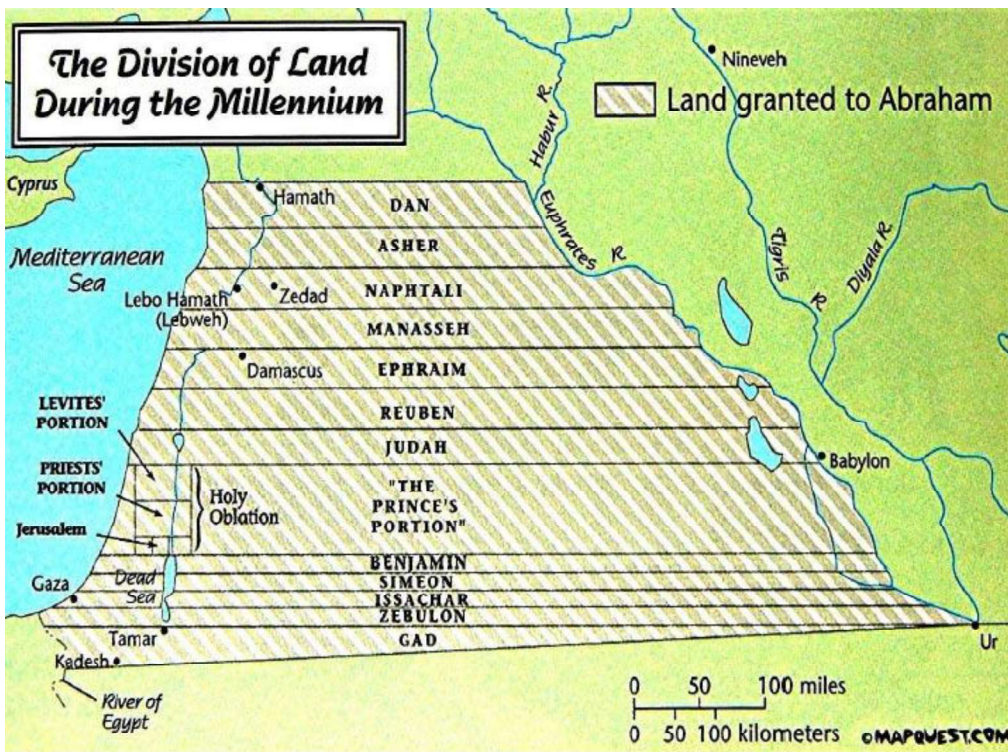 The Division of Land
During the Millennium
Nineveh
Land granted to Abraham
Habur R.
Cyprus
Hamath
DAN
Euphrates R.
Tigris R.
Diyala R.
ASHER
Mediterranean
Sea
Lebo Hamath
(Lebweh)
Zedad
NAPHTALI
MANASSEH
Damascus
EPHRAIM
LEVITES'
PORTION
REUBEN
JUDAH
Babylon
PRIESTS'
PORTION
Holy
Oblation
"THE
PRINCE'S
PORTION"
Jerusalem
BENJAMIN
Gaza
Dead
Sea
SIMEON
ISSACHAR
ZEBULON
Tamar
GAD
Ur
Kadesh
River of
Egypt
0 50 100 miles
0 50 100 kilometers
©MAPQUEST.COM